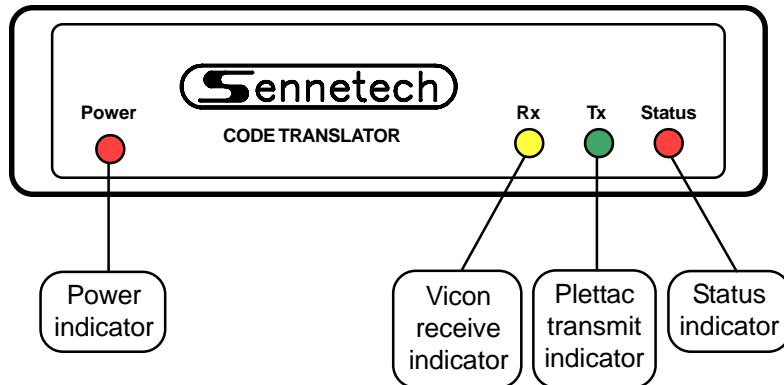 Sennetech
Power
Rx Tx Status
CODE TRANSLATOR
Power
indicator
Vicon
receive
indicator
Plettac
transmit
indicator
Status
indicator